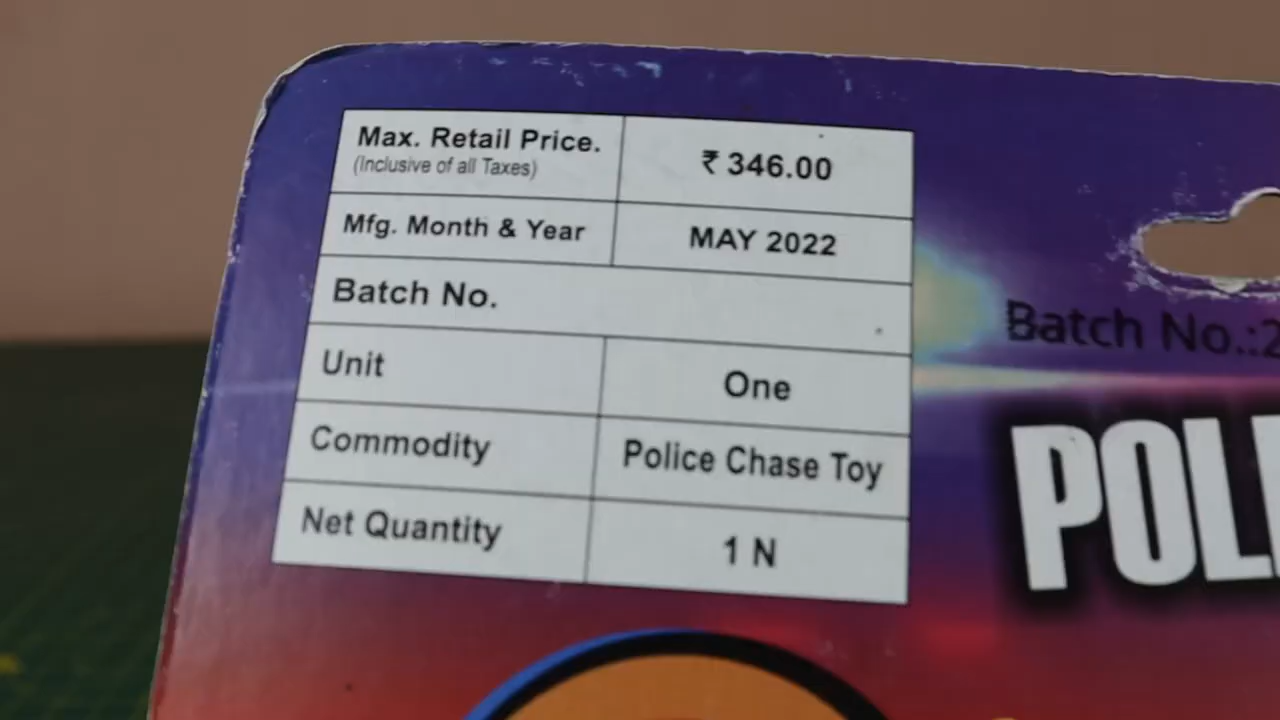 Max. Retail Price.
(Inclusive of all Taxes)
₹ 346.00
Mfg. Month & Year
MAY 2022
Batch No.
Unit
One
Commodity
Police Chase Toy
Net Quantity
1 N
Batch No.:2
POLI